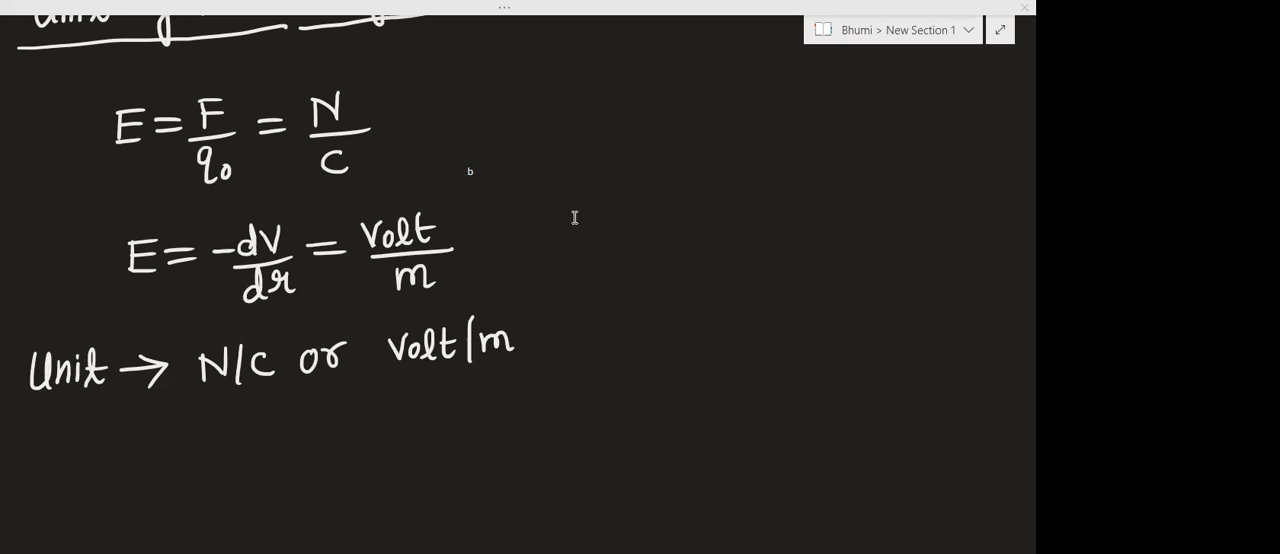 Bhumi > New Section 1
E = F/q₀ = N/C
b
E = -dV/dr = Volt/m
Unit → N/C or Volt/m